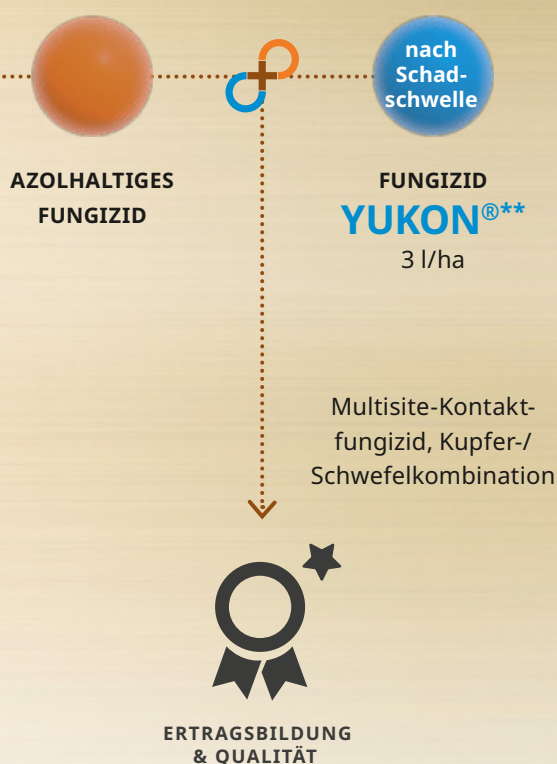 nach
Schad-
schwelle
AZOLHALTIGES
FUNGIZID
FUNGIZID
YUKON®**
3 l/ha
Multisite-Kontakt-
fungizid, Kupfer-/
Schwefelkombination
ERTRAGSBILDUNG
& QUALITÄT